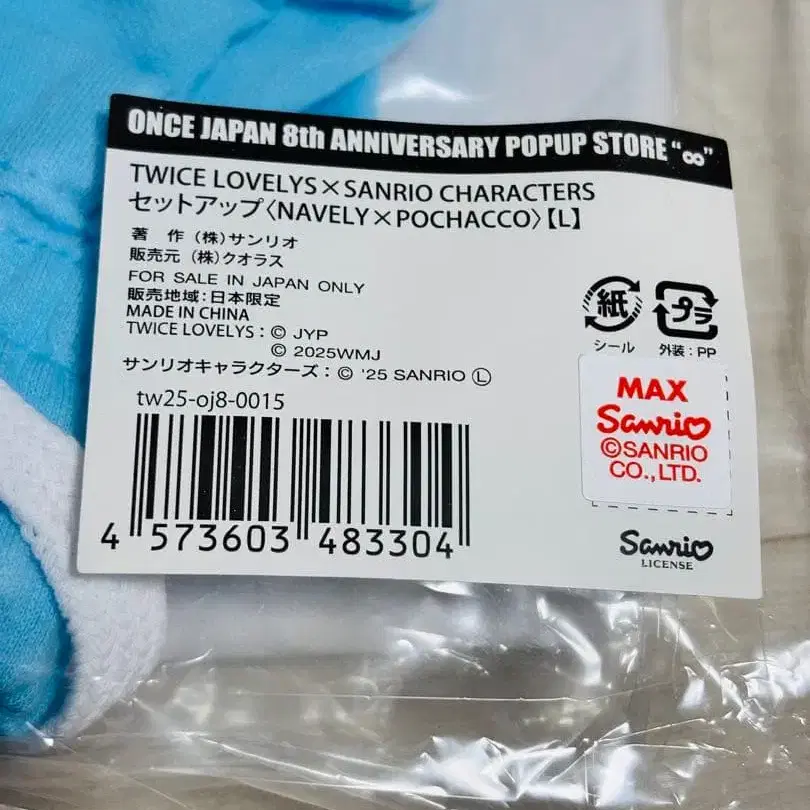 ONCE JAPAN 8th ANNIVERSARY POPUP STORE “∞”
TWICE LOVELYS×SANRIO CHARACTERS
セットアップ〈NAVELY×POCHACCO〉【L】
著　作 (株)サンリオ
販売元 (株)クオラス
FOR SALE IN JAPAN ONLY
販売地域：日本限定
MADE IN CHINA
TWICE LOVELYS：© JYP
© 2025WMJ
サンリオキャラクターズ：© '25 SANRIO Ⓛ
tw25-oj8-0015
4 573603 483304
紙
シール
プラ
外装：PP
MAX
Sanrio
©SANRIO
CO.,LTD.
Sanrio
LICENSE